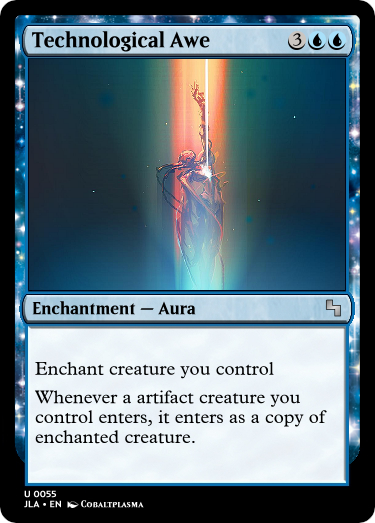 Technological Awe 3
Enchantment — Aura
Enchant creature you control
Whenever a artifact creature you
control enters, it enters as a copy of
enchanted creature.
U 0055
JLA • EN Cobaltplasma